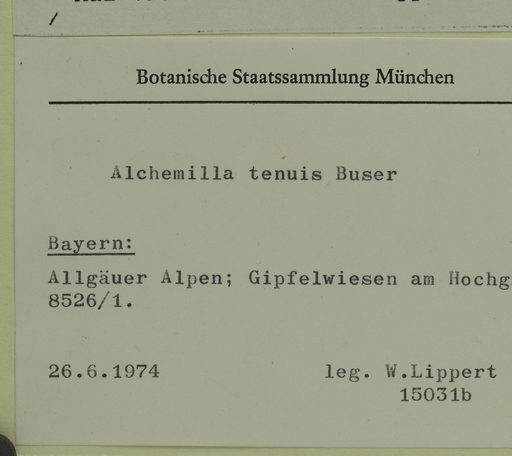 Botanische Staatssammlung München
Alchemilla tenuis Buser
Bayern:
Allgäuer Alpen; Gipfelwiesen am
8526/1.
26.6.1974 leg. W.Lippert
15031b